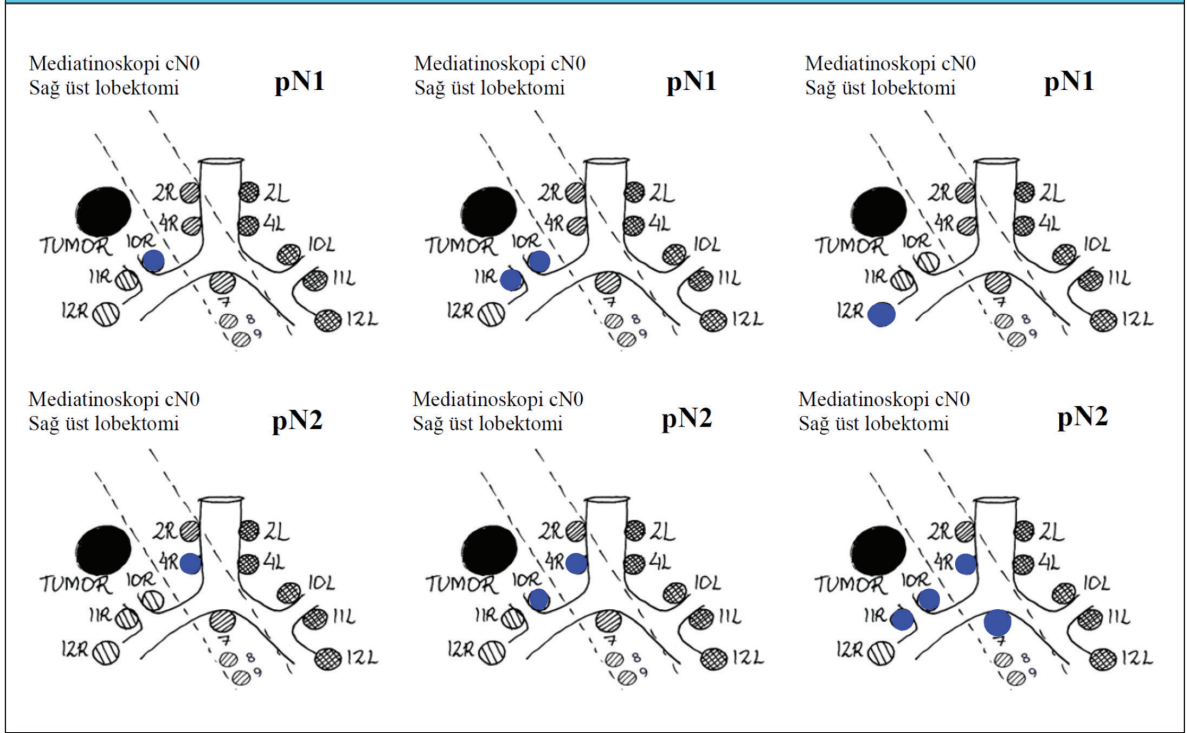 Mediatinoskopi cN0
Sağ üst lobektomi
pN1
2R
2L
4R
4L
TUMOR
10R
10L
11R
11L
12R
7
8
9
12L
Mediatinoskopi cN0
Sağ üst lobektomi
pN1
2R
2L
4R
4L
TUMOR
10R
10L
11R
11L
12R
7
8
9
12L
Mediatinoskopi cN0
Sağ üst lobektomi
pN1
2R
2L
4R
4L
TUMOR
10R
10L
11R
11L
12R
7
8
9
12L
Mediatinoskopi cN0
Sağ üst lobektomi
pN2
2R
2L
4R
4L
TUMOR
10R
10L
11R
11L
12R
7
8
9
12L
Mediatinoskopi cN0
Sağ üst lobektomi
pN2
2R
2L
4R
4L
TUMOR
10R
10L
11R
11L
12R
7
8
9
12L
Mediatinoskopi cN0
Sağ üst lobektomi
pN2
2R
2L
4R
4L
TUMOR
10R
10L
11R
11L
12R
7
8
9
12L